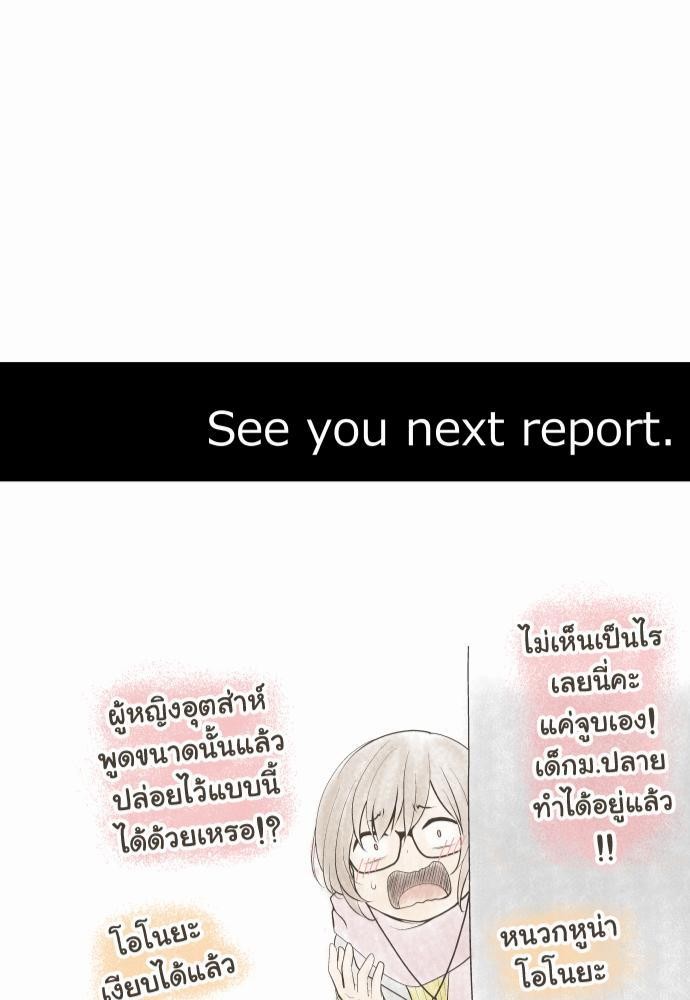 See you next report.
ไม่เห็นเป็นไร
เลยนี่คะ
แค่จูบเอง!
เด็กม.ปลาย
ทำได้อยู่แล้ว
!!
ผู้หญิงอุตส่าห์
พูดขนาดนั้นแล้ว
ปล่อยไว้แบบนี้
ได้ด้วยเหรอ!?
หนวกหูน่า
โอโนยะ
โอโนยะ
เงียบได้แล้ว